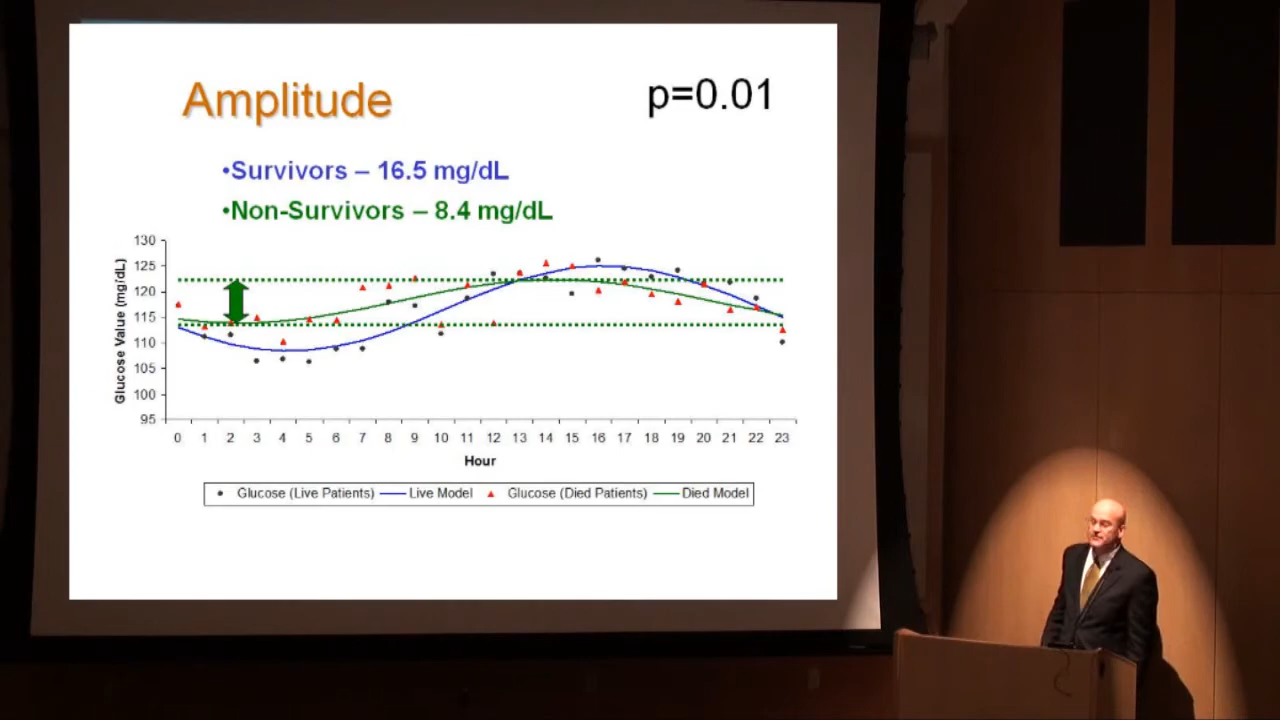 Amplitude
p=0.01
•Survivors – 16.5 mg/dL
•Non-Survivors – 8.4 mg/dL
Glucose Value (mg/dL)
130
125
120
115
110
105
100
95
0 1 2 3 4 5 6 7 8 9 10 11 12 13 14 15 16 17 18 19 20 21 22 23
Hour
Glucose (Live Patients) Live Model Glucose (Died Patients) Died Model